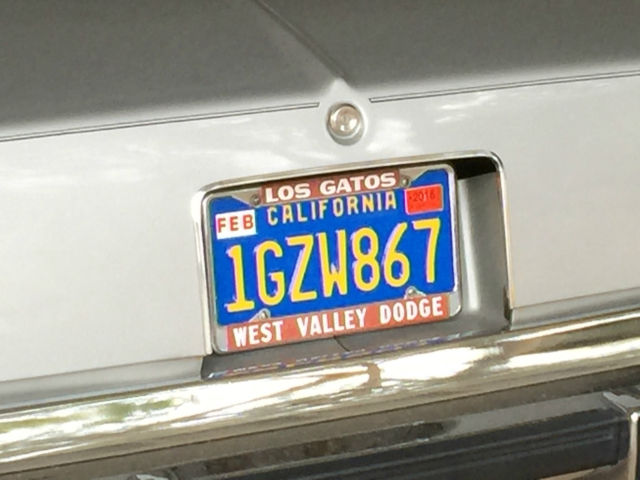 LOS GATOS
FEB CALIFORNIA 2016
1GZW867
WEST VALLEY DODGE